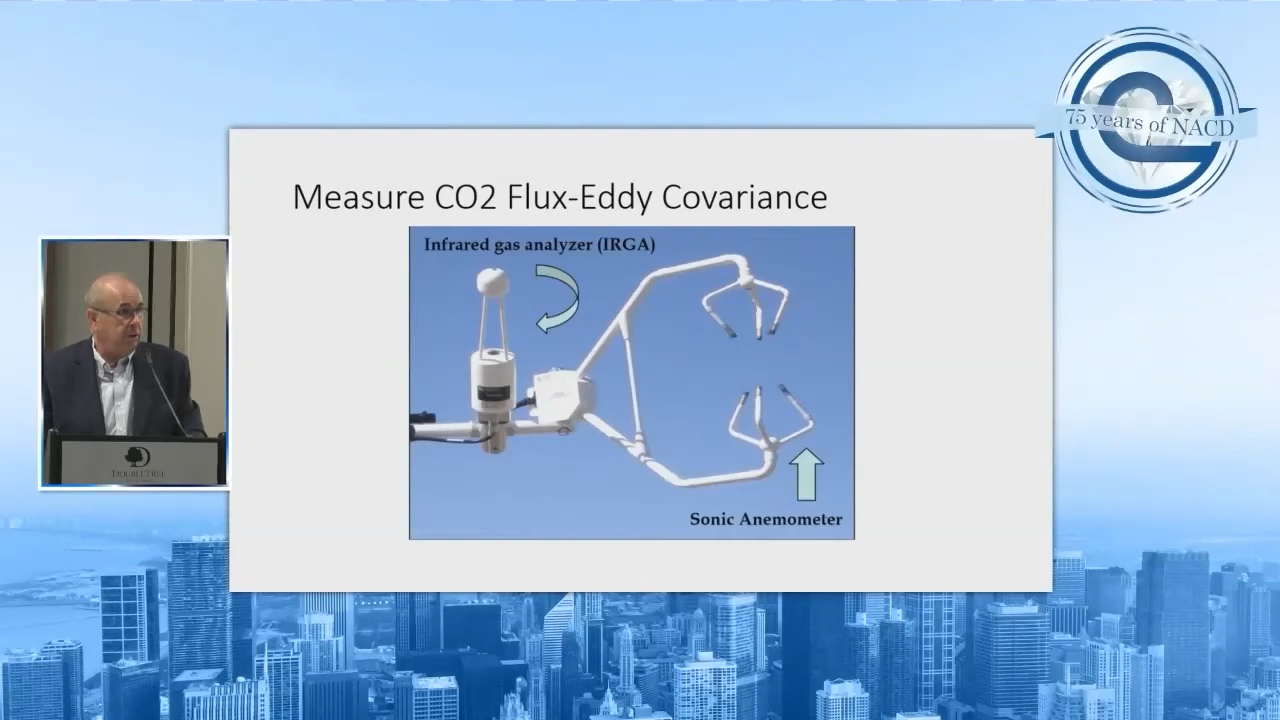 75 years of NACD
Measure CO2 Flux-Eddy Covariance
Infrared gas analyzer (IRGA)
Sonic Anemometer
DOUBLETREE